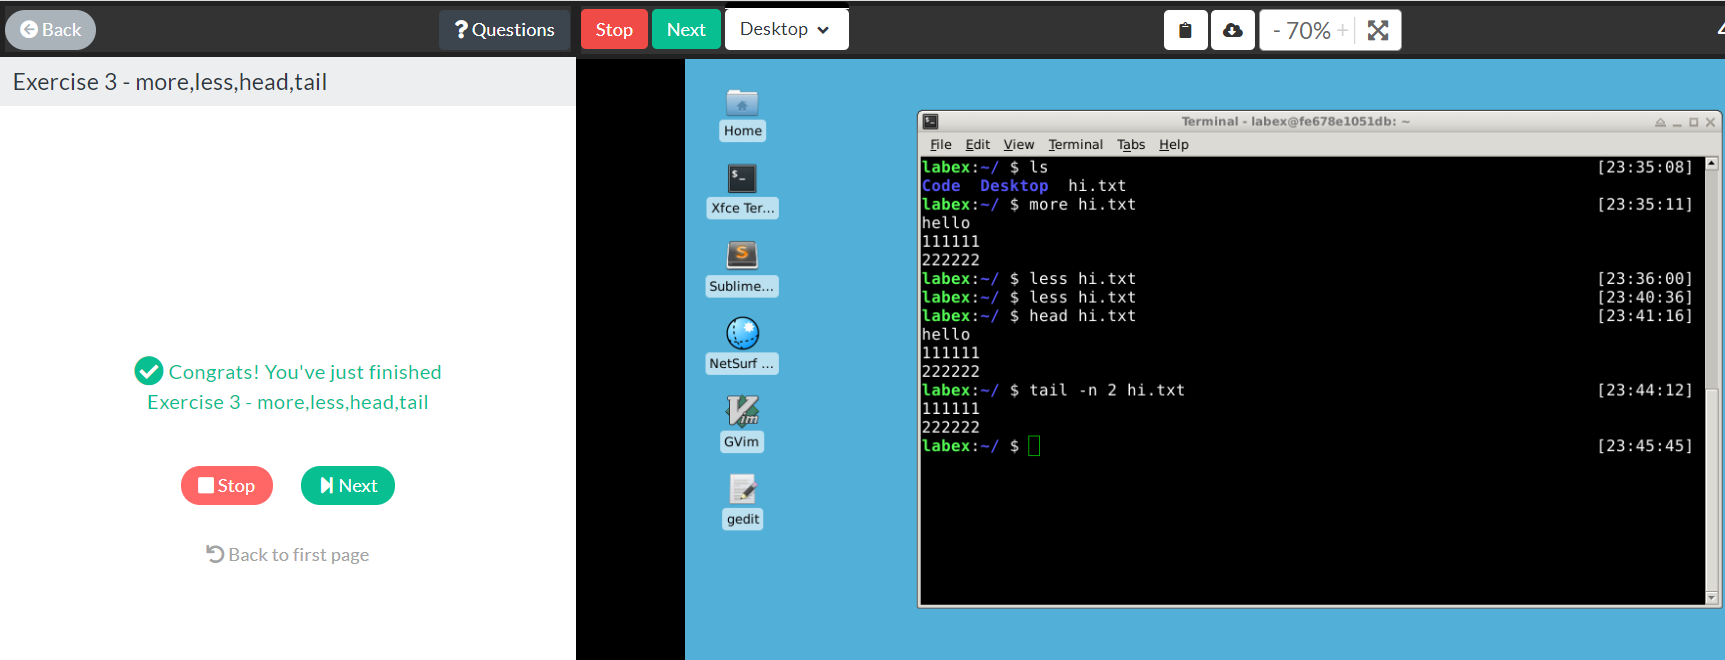 Back
? Questions
Stop
Next
Desktop
- 70% +
Exercise 3 - more,less,head,tail
Congrats! You've just finished
Exercise 3 - more,less,head,tail
Stop
Next
Back to first page
Home
Xfce Ter...
Sublime...
NetSurf ...
GVim
gedit
Terminal - labex@fe678e1051db: ~
File Edit View Terminal Tabs Help
labex:~/ $ ls [23:35:08]
Code Desktop hi.txt
labex:~/ $ more hi.txt [23:35:11]
hello
111111
222222
labex:~/ $ less hi.txt [23:36:00]
labex:~/ $ less hi.txt [23:40:36]
labex:~/ $ head hi.txt [23:41:16]
hello
111111
222222
labex:~/ $ tail -n 2 hi.txt [23:44:12]
111111
222222
labex:~/ $ [23:45:45]